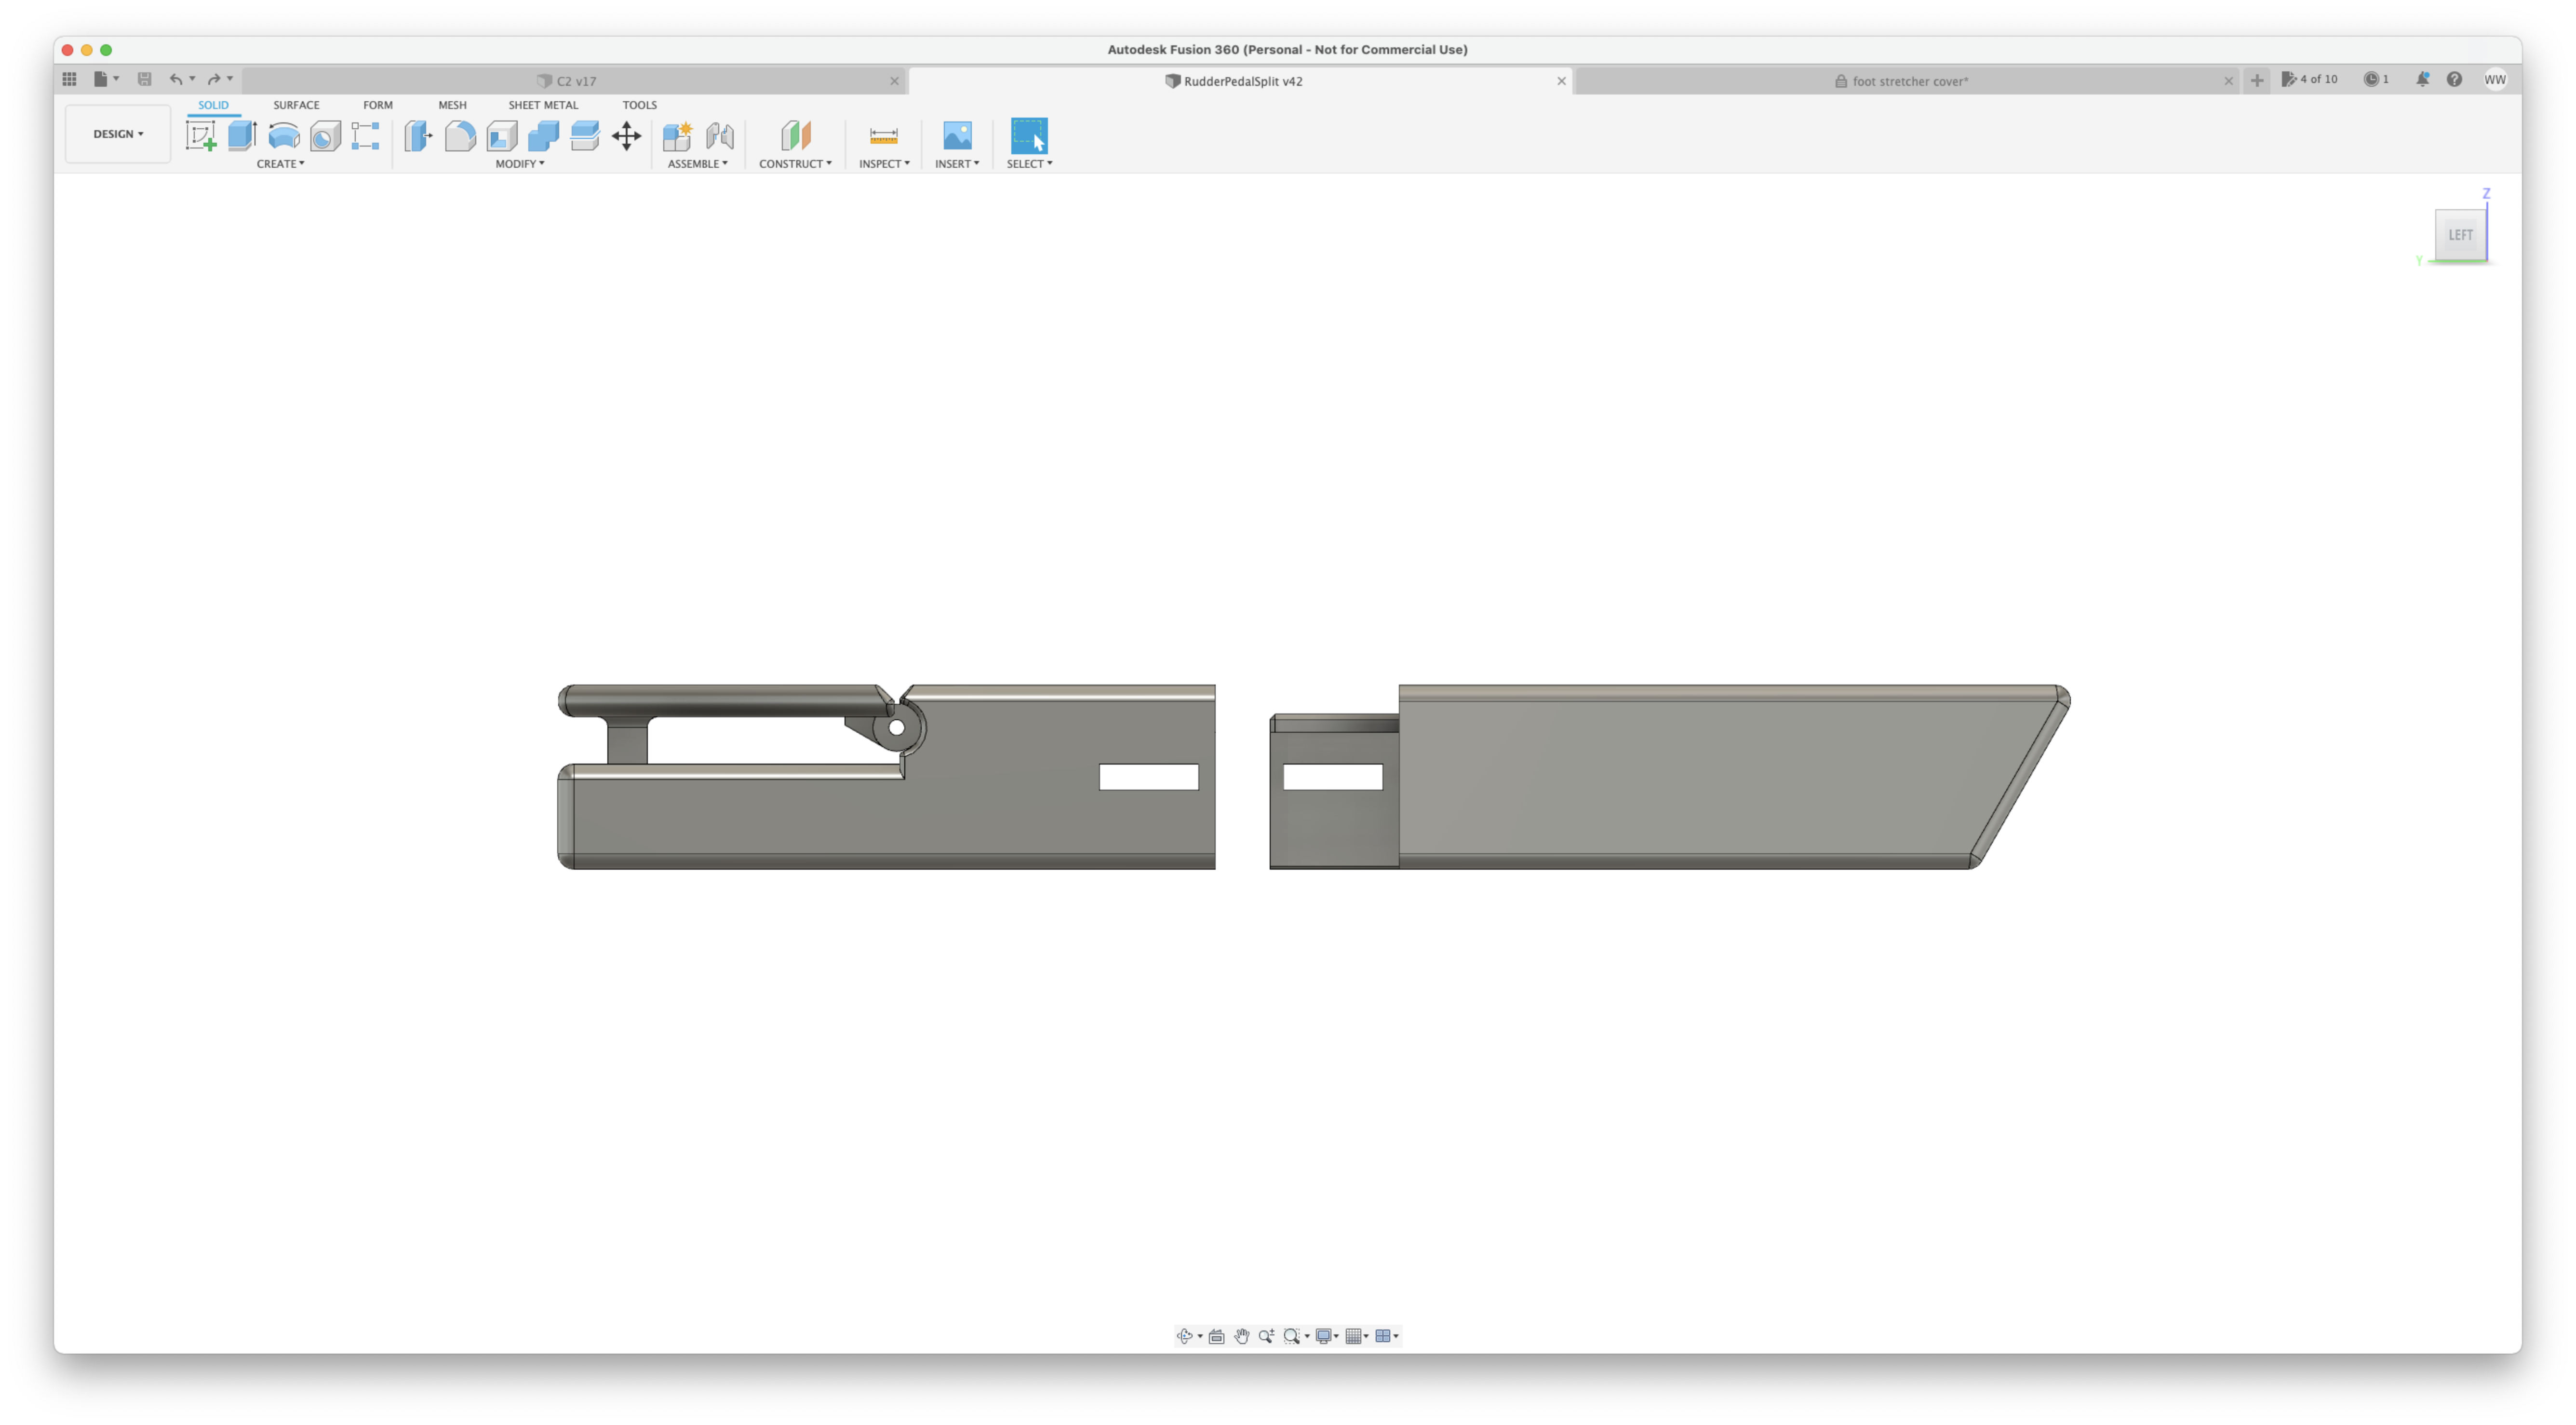 Autodesk Fusion 360 (Personal - Not for Commercial Use)
C2 v17
RudderPedalSplit v42
foot stretcher cover*
4 of 10
1
WW
DESIGN
SOLID
SURFACE
FORM
MESH
SHEET METAL
TOOLS
CREATE
MODIFY
ASSEMBLE
CONSTRUCT
INSPECT
INSERT
SELECT
Z
LEFT
Y